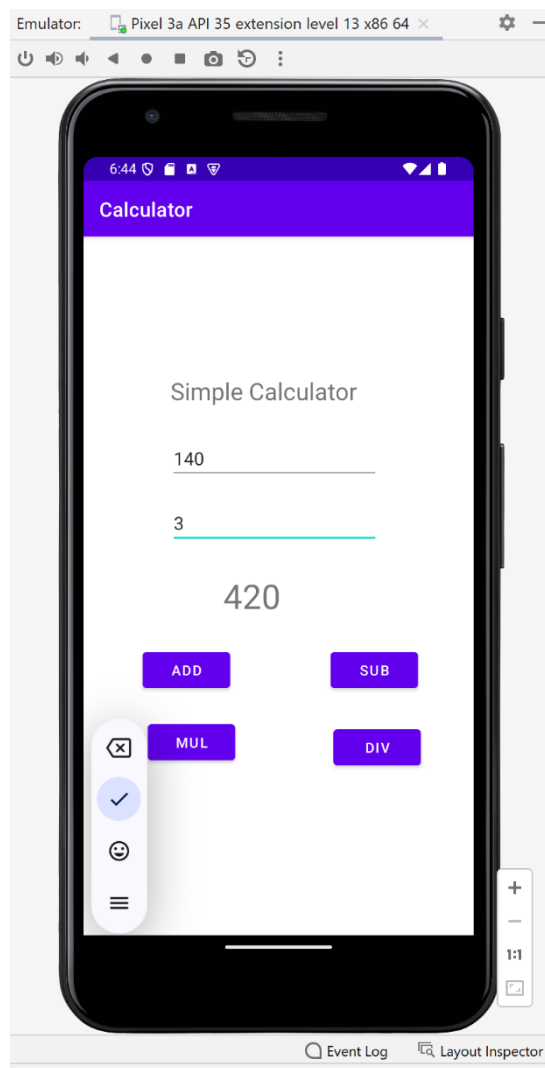 Emulator: Pixel 3a API 35 extension level 13 x86 64
6:44
Calculator
Simple Calculator
140
3
420
ADD SUB
MUL DIV
1:1
Event Log Layout Inspector